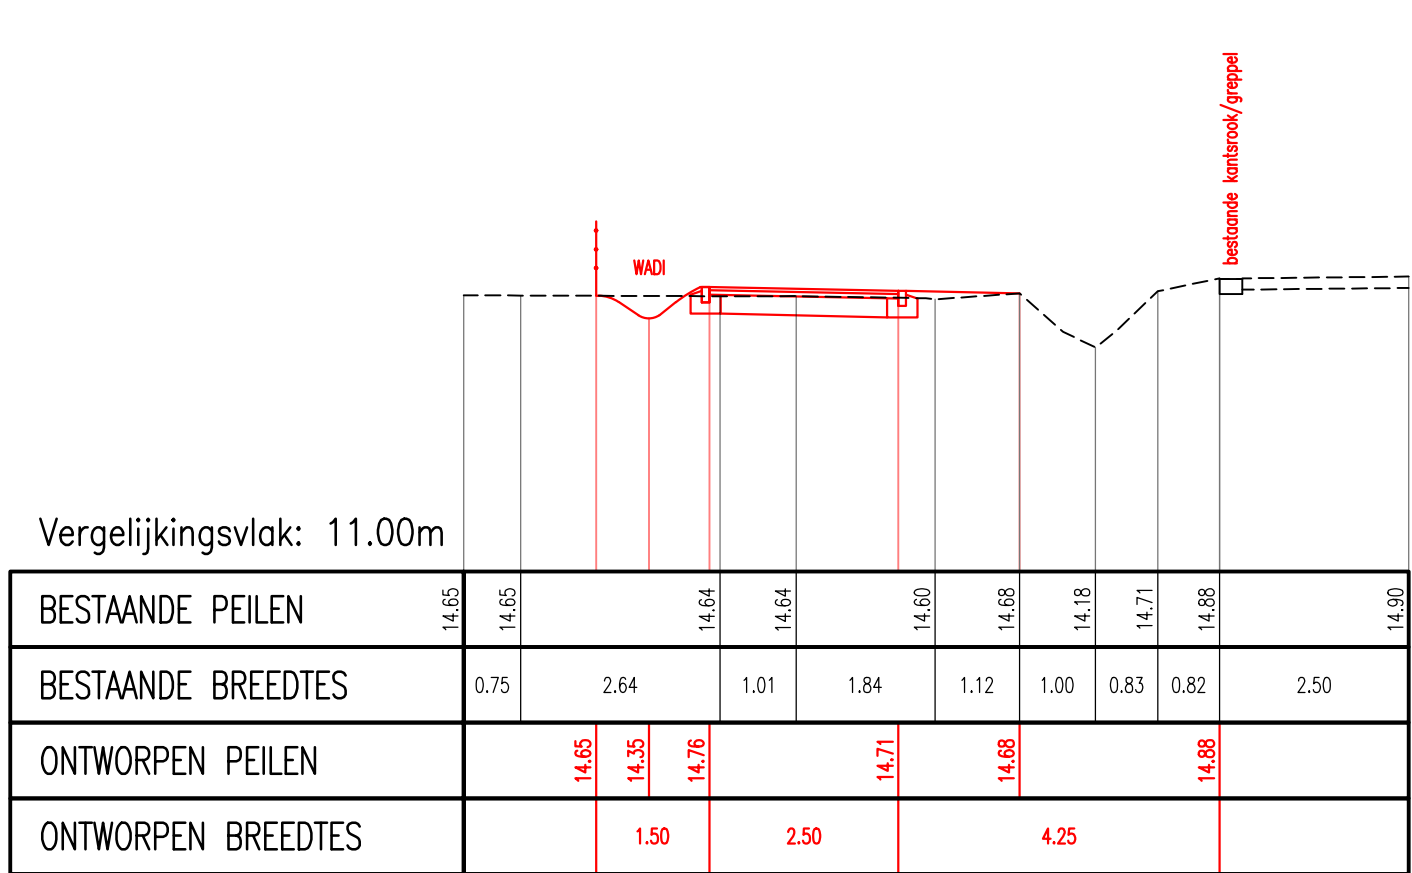 bestaande kantsrook/greppel
WADI
Vergelijkingsvlak: 11.00m
BESTAANDE PEILEN 14.65 14.65 14.64 14.64 14.60 14.68 14.18 14.71 14.88 14.90
BESTAANDE BREEDTES 0.75 2.64 1.01 1.84 1.12 1.00 0.83 0.82 2.50
ONTWORPEN PEILEN 14.65 14.35 14.76 14.71 14.68 14.88
ONTWORPEN BREEDTES 1.50 2.50 4.25